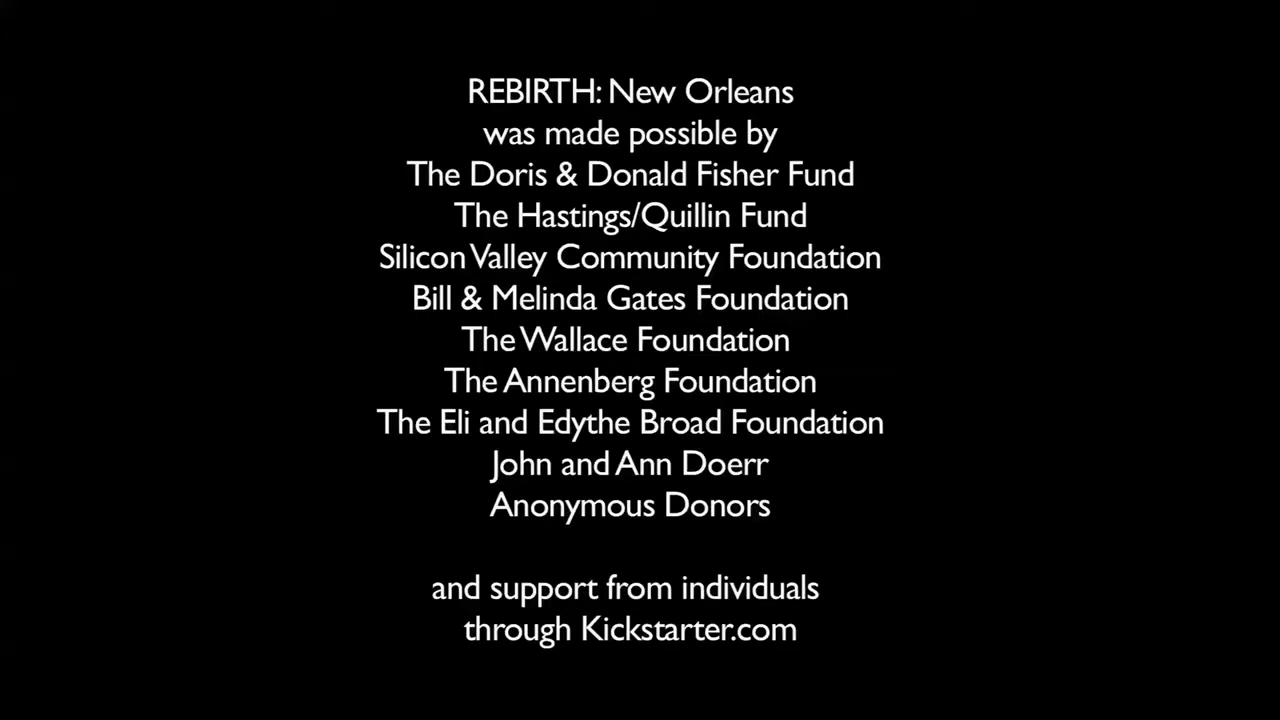 REBIRTH: New Orleans
was made possible by
The Doris & Donald Fisher Fund
The Hastings/Quillin Fund
Silicon Valley Community Foundation
Bill & Melinda Gates Foundation
The Wallace Foundation
The Annenberg Foundation
The Eli and Edythe Broad Foundation
John and Ann Doerr
Anonymous Donors
and support from individuals
through Kickstarter.com